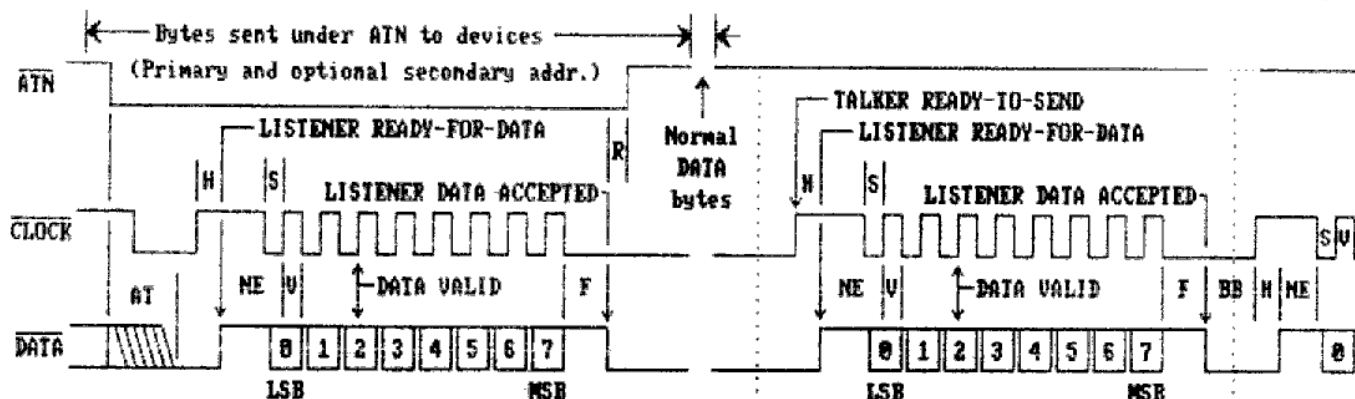 Bytes sent under ATN to devices
(Primary and optional secondary addr.)
ATN
TALKER READY-TO-SEND
LISTENER READY-FOR-DATA
R
Normal
DATA
bytes
LISTENER READY-FOR-DATA
H
S
LISTENER DATA ACCEPTED
H
S
LISTENER DATA ACCEPTED
CLOCK
S V
AT
NE
V
DATA VALID
F
NE
V
DATA VALID
F
BB
H
NE
DATA
0 1 2 3 4 5 6 7
0 1 2 3 4 5 6 7
0
LSB
MSB
LSB
MSB